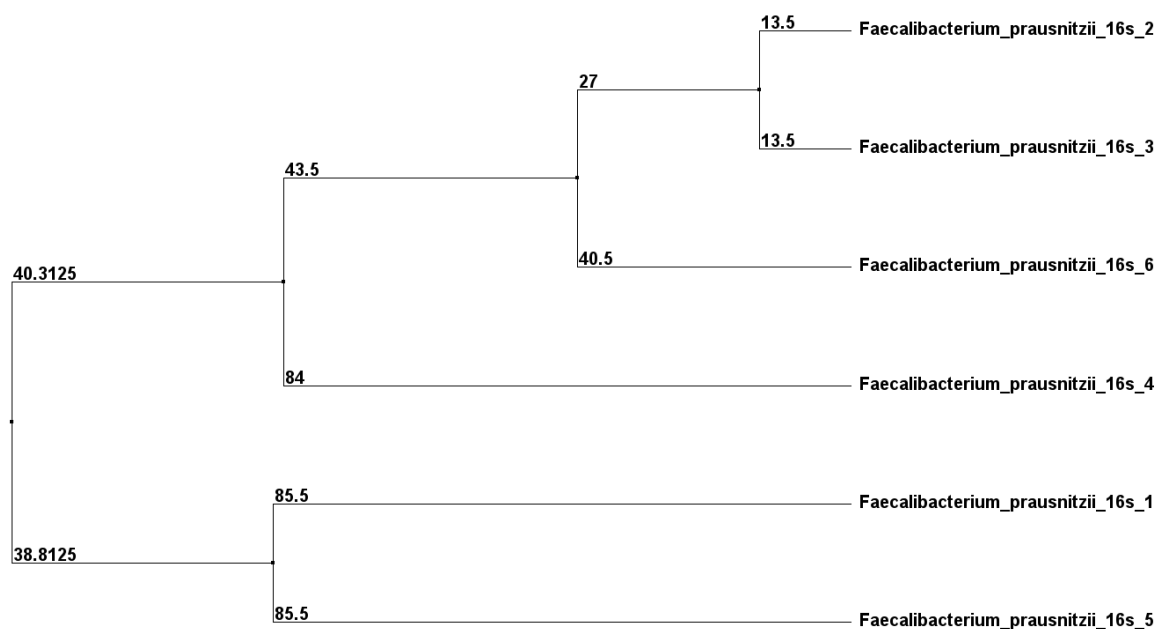 13.5 Faecalibacterium_prausnitzii_16s_2
27
13.5 Faecalibacterium_prausnitzii_16s_3
43.5
40.5 Faecalibacterium_prausnitzii_16s_6
40.3125
84 Faecalibacterium_prausnitzii_16s_4
85.5 Faecalibacterium_prausnitzii_16s_1
38.8125
85.5 Faecalibacterium_prausnitzii_16s_5